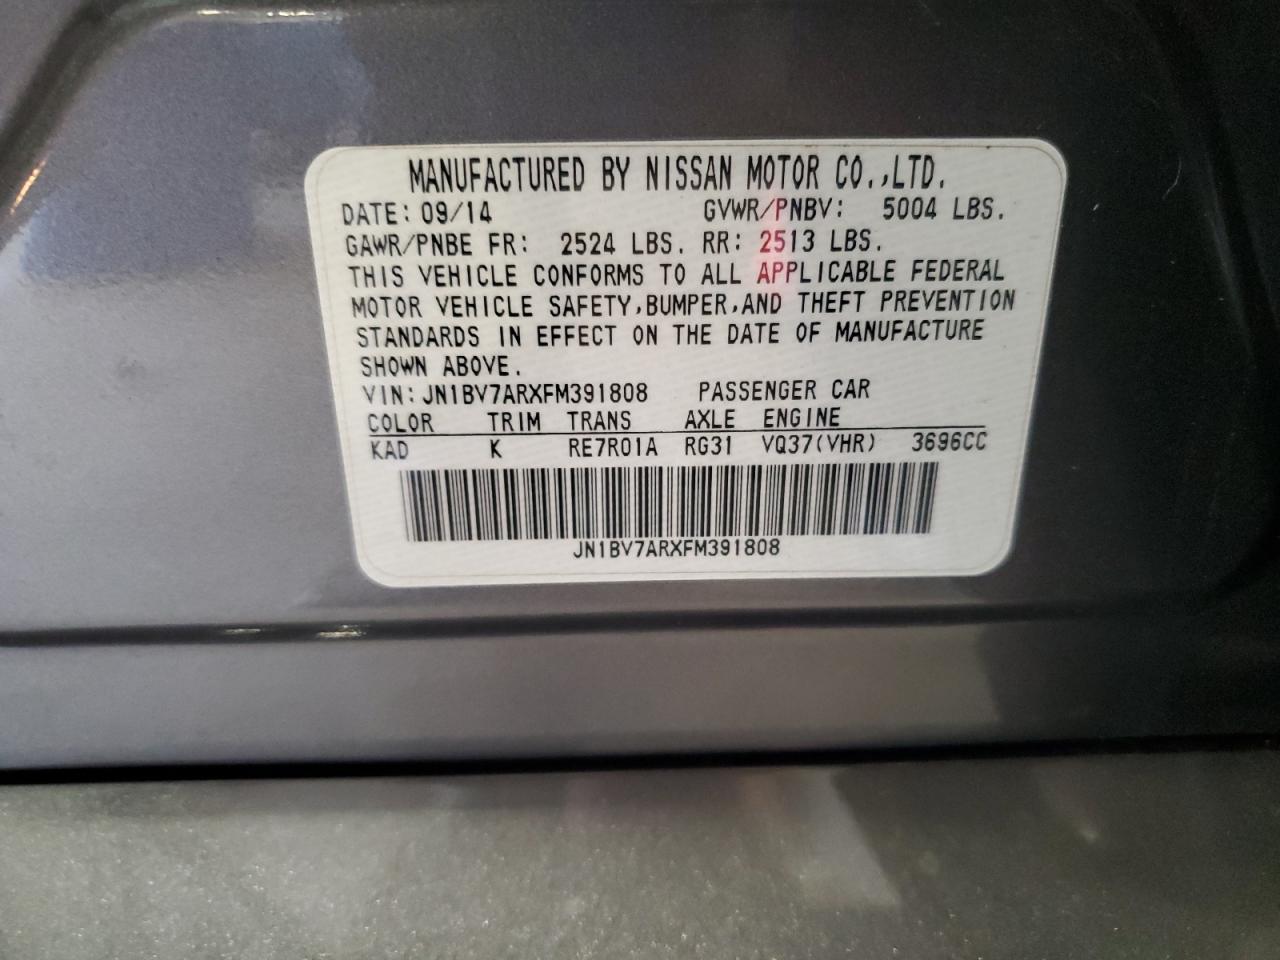 MANUFACTURED BY NISSAN MOTOR CO.,LTD.
DATE: 09/14 GVWR/PNBV: 5004 LBS.
GAWR/PNBE FR: 2524 LBS. RR: 2513 LBS.
THIS VEHICLE CONFORMS TO ALL APPLICABLE FEDERAL
MOTOR VEHICLE SAFETY,BUMPER,AND THEFT PREVENTION
STANDARDS IN EFFECT ON THE DATE OF MANUFACTURE
SHOWN ABOVE.
VIN: JN1BV7ARXFM391808 PASSENGER CAR
COLOR TRIM TRANS AXLE ENGINE
KAD K RE7R01A RG31 VQ37(VHR) 3696CC
JN1BV7ARXFM391808